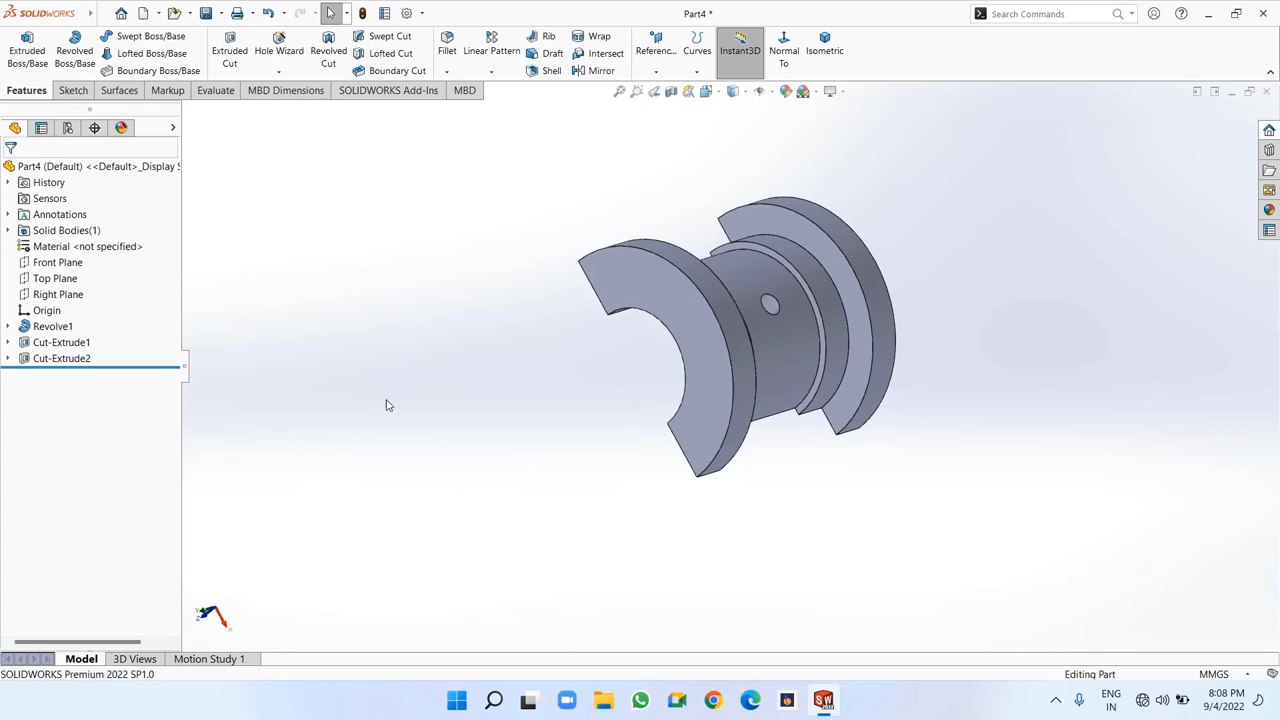 SOLIDWORKS
Part4 *
Search Commands
Extruded Boss/Base
Revolved Boss/Base
Swept Boss/Base
Lofted Boss/Base
Boundary Boss/Base
Extruded Cut
Hole Wizard
Revolved Cut
Swept Cut
Lofted Cut
Boundary Cut
Fillet
Linear Pattern
Rib
Draft
Shell
Wrap
Intersect
Mirror
Referenc...
Curves
Instant3D
Normal To
Isometric
Features
Sketch
Surfaces
Markup
Evaluate
MBD Dimensions
SOLIDWORKS Add-Ins
MBD
Part4 (Default) <<Default>_Display S
History
Sensors
Annotations
Solid Bodies(1)
Material <not specified>
Front Plane
Top Plane
Right Plane
Origin
Revolve1
Cut-Extrude1
Cut-Extrude2
Y
Z
X
Model
3D Views
Motion Study 1
SOLIDWORKS Premium 2022 SP1.0
Editing Part
MMGS
ENG
IN
8:08 PM
9/4/2022